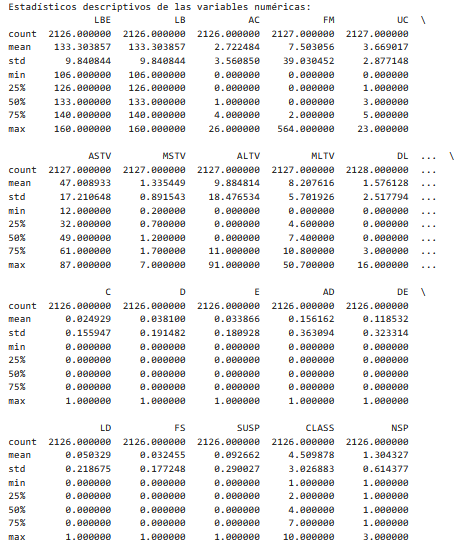 Estadísticos descriptivos de las variables numéricas:
LBE LB AC FM UC \
count 2126.000000 2126.000000 2126.000000 2127.000000 2127.000000
mean 133.303857 133.303857 2.722484 7.503056 3.669017
std 9.840844 9.840844 3.560850 39.030452 2.877148
min 106.000000 106.000000 0.000000 0.000000 0.000000
25% 126.000000 126.000000 0.000000 0.000000 1.000000
50% 133.000000 133.000000 1.000000 0.000000 3.000000
75% 140.000000 140.000000 4.000000 2.000000 5.000000
max 160.000000 160.000000 26.000000 564.000000 23.000000
ASTV MSTV ALTV MLTV DL ... \
count 2127.000000 2127.000000 2127.000000 2127.000000 2128.000000 ...
mean 47.008933 1.335449 9.884814 8.207616 1.576128 ...
std 17.210648 0.891543 18.476534 5.701926 2.517794 ...
min 12.000000 0.200000 0.000000 0.000000 0.000000 ...
25% 32.000000 0.700000 0.000000 4.600000 0.000000 ...
50% 49.000000 1.200000 0.000000 7.400000 0.000000 ...
75% 61.000000 1.700000 11.000000 10.800000 3.000000 ...
max 87.000000 7.000000 91.000000 50.700000 16.000000 ...
C D E AD DE \
count 2126.000000 2126.000000 2126.000000 2126.000000 2126.000000
mean 0.024929 0.038100 0.033866 0.156162 0.118532
std 0.155947 0.191482 0.180928 0.363094 0.323314
min 0.000000 0.000000 0.000000 0.000000 0.000000
25% 0.000000 0.000000 0.000000 0.000000 0.000000
50% 0.000000 0.000000 0.000000 0.000000 0.000000
75% 0.000000 0.000000 0.000000 0.000000 0.000000
max 1.000000 1.000000 1.000000 1.000000 1.000000
LD FS SUSP CLASS NSP
count 2126.000000 2126.000000 2126.000000 2126.000000 2126.000000
mean 0.050329 0.032455 0.092662 4.509878 1.304327
std 0.218675 0.177248 0.290027 3.026883 0.614377
min 0.000000 0.000000 0.000000 1.000000 1.000000
25% 0.000000 0.000000 0.000000 2.000000 1.000000
50% 0.000000 0.000000 0.000000 4.000000 1.000000
75% 0.000000 0.000000 0.000000 7.000000 1.000000
max 1.000000 1.000000 1.000000 10.000000 3.000000